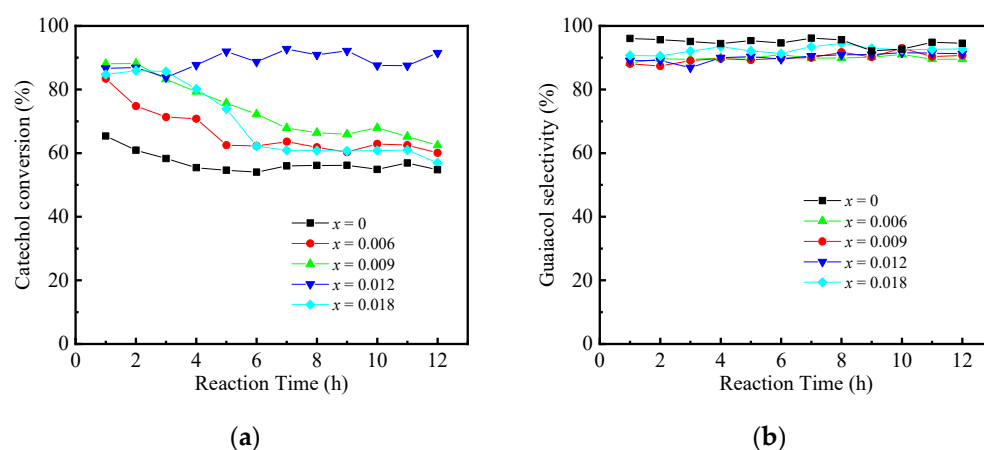 100
80
60
40
20
0
Catechol conversion (%)
x = 0
x = 0.006
x = 0.009
x = 0.012
x = 0.018
0 2 4 6 8 10 12
Reaction Time (h)
(a)
100
80
60
40
20
0
Guaiacol selectivity (%)
x = 0
x = 0.006
x = 0.009
x = 0.012
x = 0.018
0 2 4 6 8 10 12
Reaction Time (h)
(b)